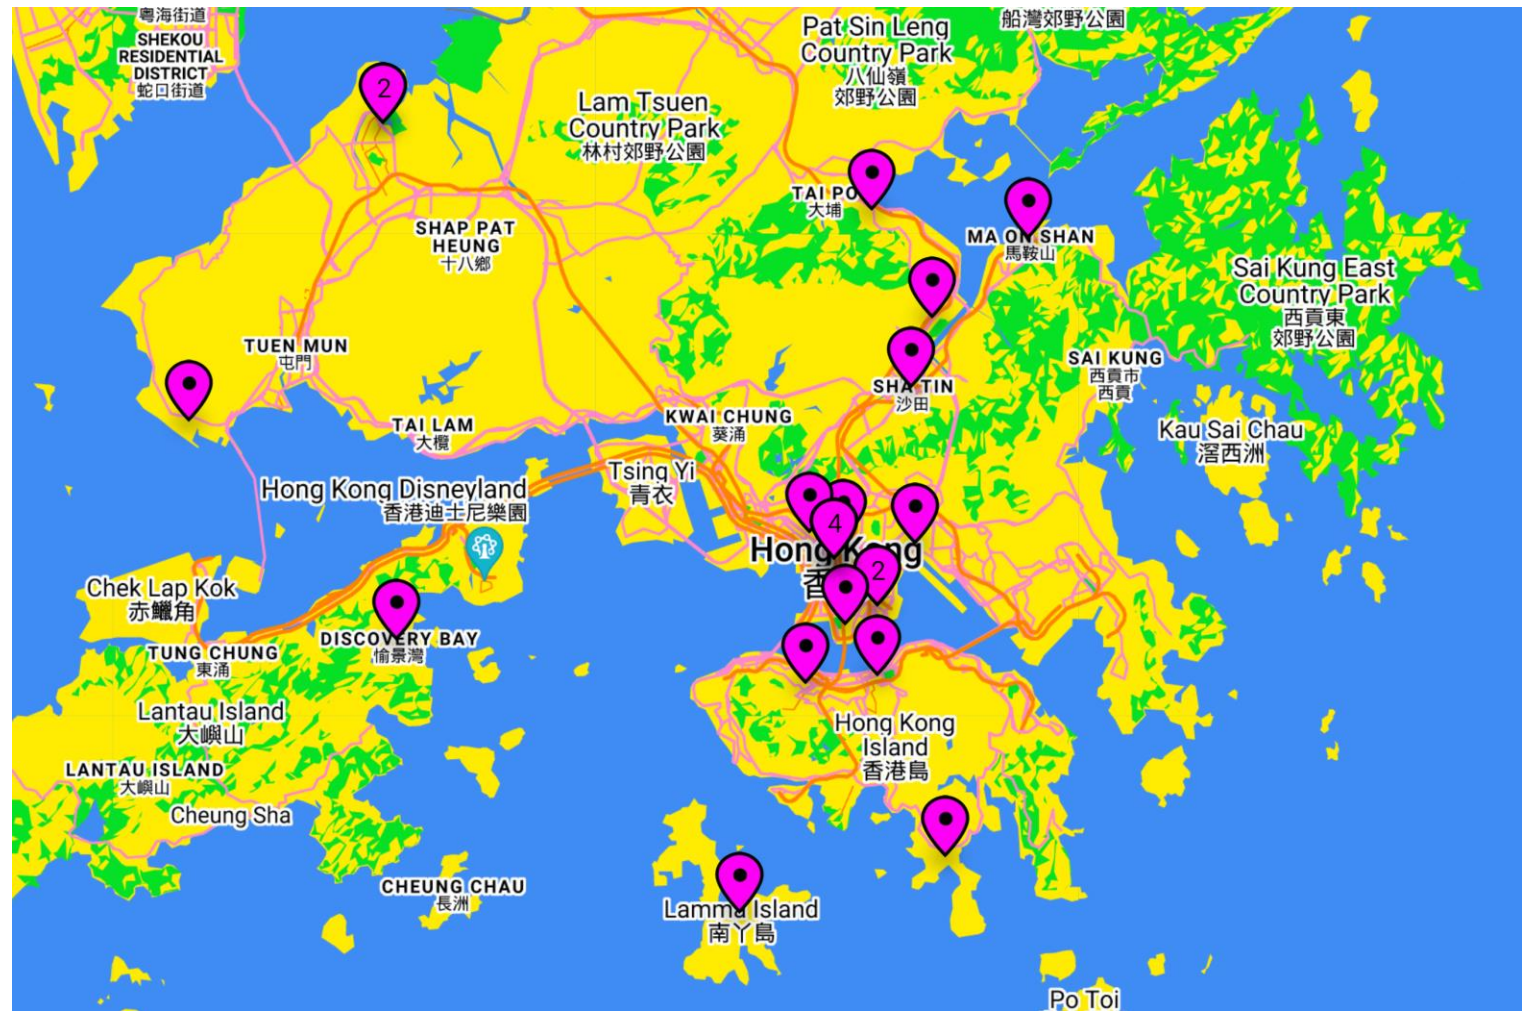 粵海街道
SHEKOU
RESIDENTIAL
DISTRICT
蛇口街道
2
Lam Tsuen
Country Park
林村郊野公園
Pat Sin Leng
Country Park
八仙嶺
郊野公園
船灣郊野公園
TAI PO
大埔
MA ON SHAN
馬鞍山
SHAP PAT
HEUNG
十八鄉
Sai Kung East
Country Park
西貢東
郊野公園
TUEN MUN
屯門
SHA TIN
沙田
SAI KUNG
西貢市
西貢
TAI LAM
大欖
KWAI CHUNG
葵涌
Kau Sai Chau
滘西洲
Tsing Yi
青衣
Hong Kong Disneyland
香港迪士尼樂園
4
Hong Kong
香
2
Chek Lap Kok
赤鱲角
DISCOVERY BAY
愉景灣
TUNG CHUNG
東涌
Lantau Island
大嶼山
Hong Kong
Island
香港島
LANTAU ISLAND
大嶼山
Cheung Sha
CHEUNG CHAU
長洲
Lamma Island
南丫島
Po Toi